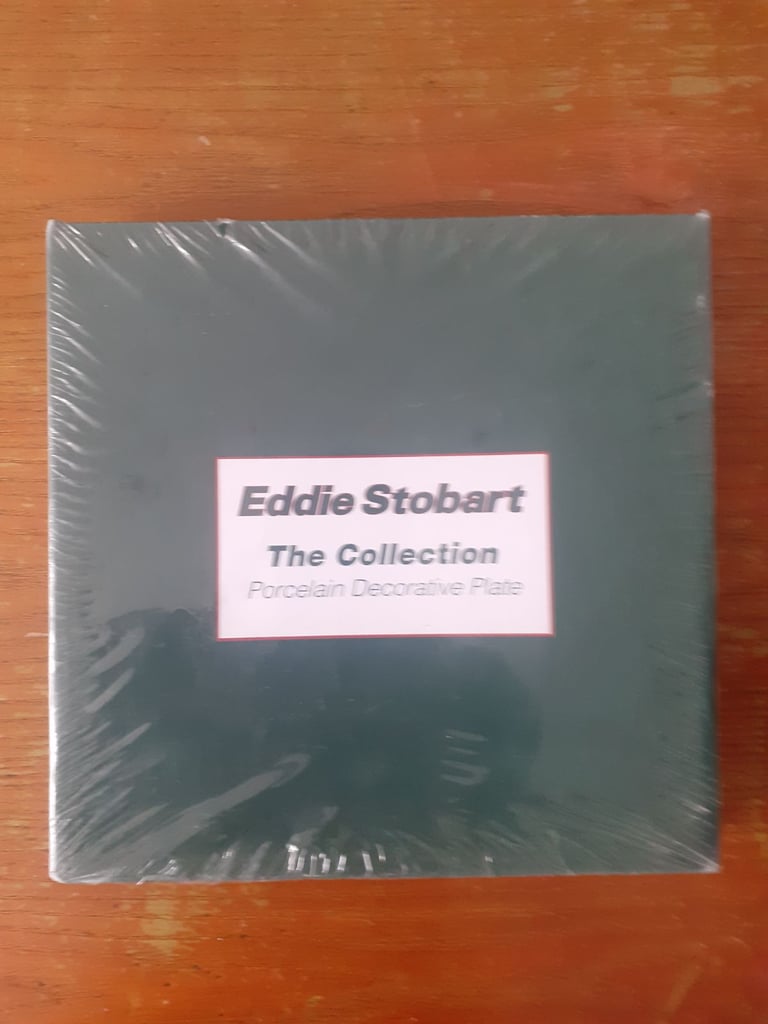 Eddie Stobart
The Collection
Porcelain Decorative Plate